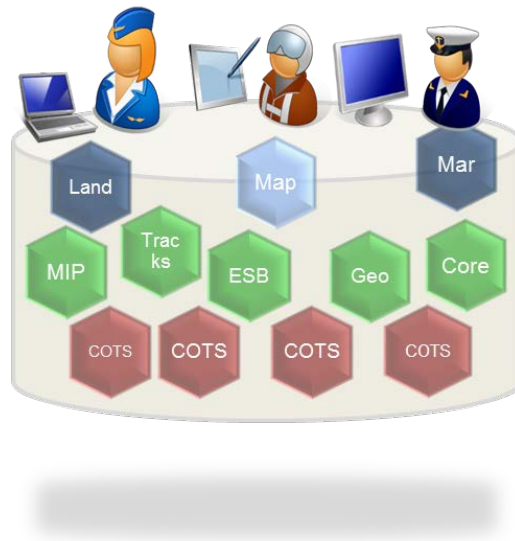 Land
Map
Mar
MIP
Trac
ks
ESB
Geo
Core
COTS
COTS
COTS
COTS